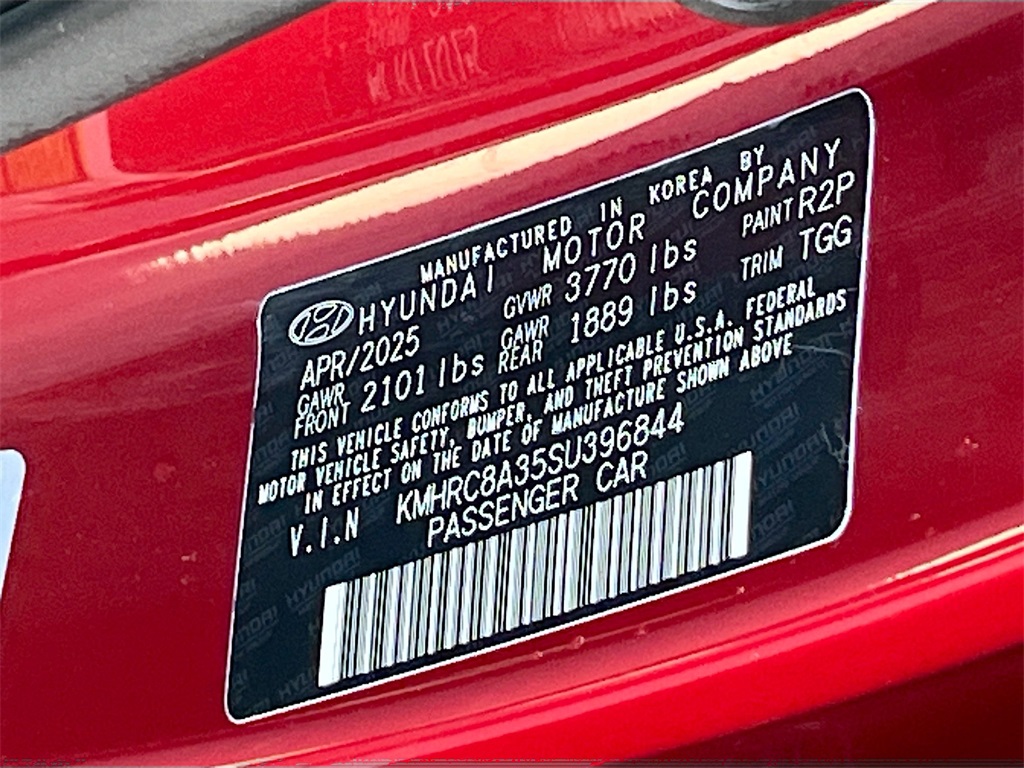 MANUFACTURED IN KOREA BY
HYUNDAI MOTOR COMPANY
APR/2025 GVWR 3770 lbs PAINT R2P
GAWR FRONT 2101 lbs GAWR REAR 1889 lbs TRIM TGG
THIS VEHICLE CONFORMS TO ALL APPLICABLE U.S.A. FEDERAL
MOTOR VEHICLE SAFETY, BUMPER, AND THEFT PREVENTION STANDARDS
IN EFFECT ON THE DATE OF MANUFACTURE SHOWN ABOVE
V.I.N KMHRC8A35SU396844
PASSENGER CAR